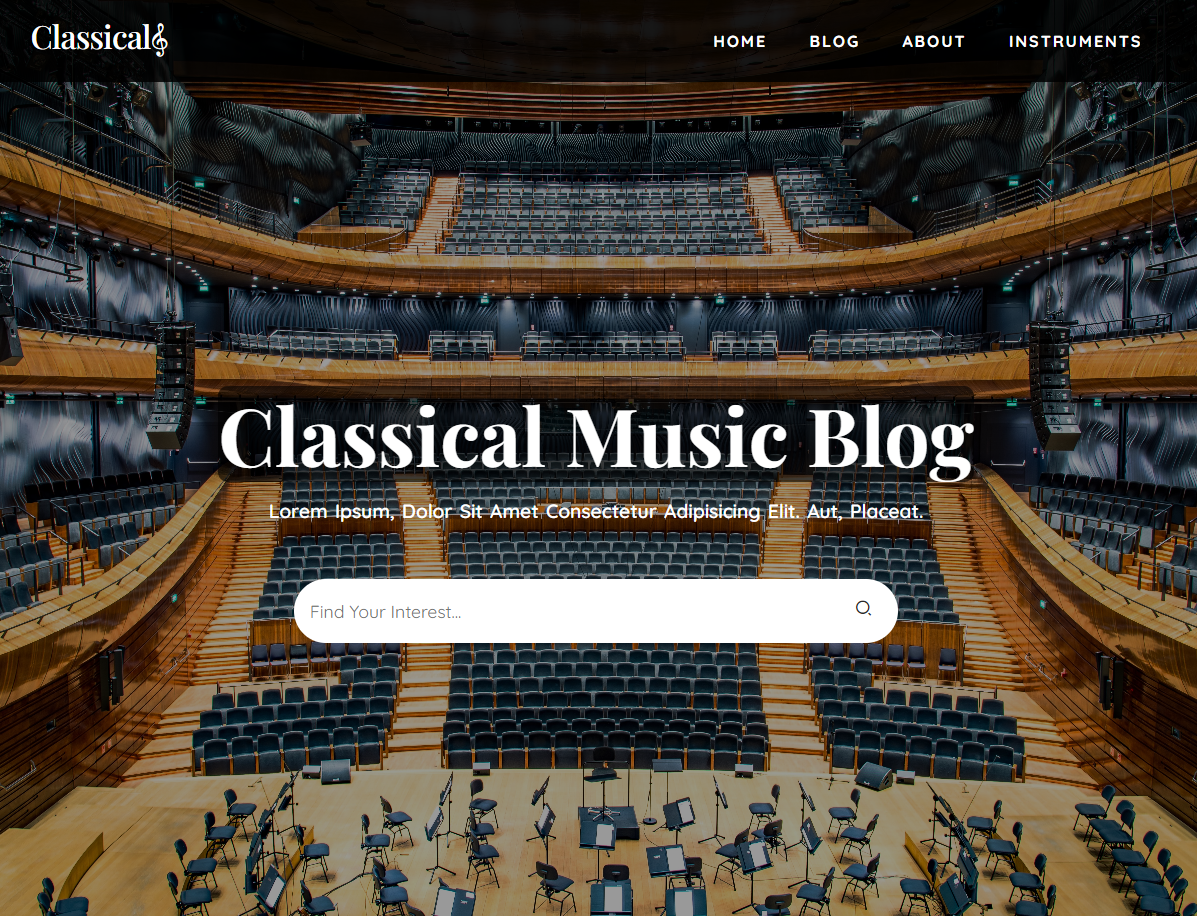 Classical𝄞
HOME BLOG ABOUT INSTRUMENTS
Classical Music Blog
Lorem Ipsum, Dolor Sit Amet Consectetur Adipisicing Elit. Aut, Placeat.
Find Your Interest...